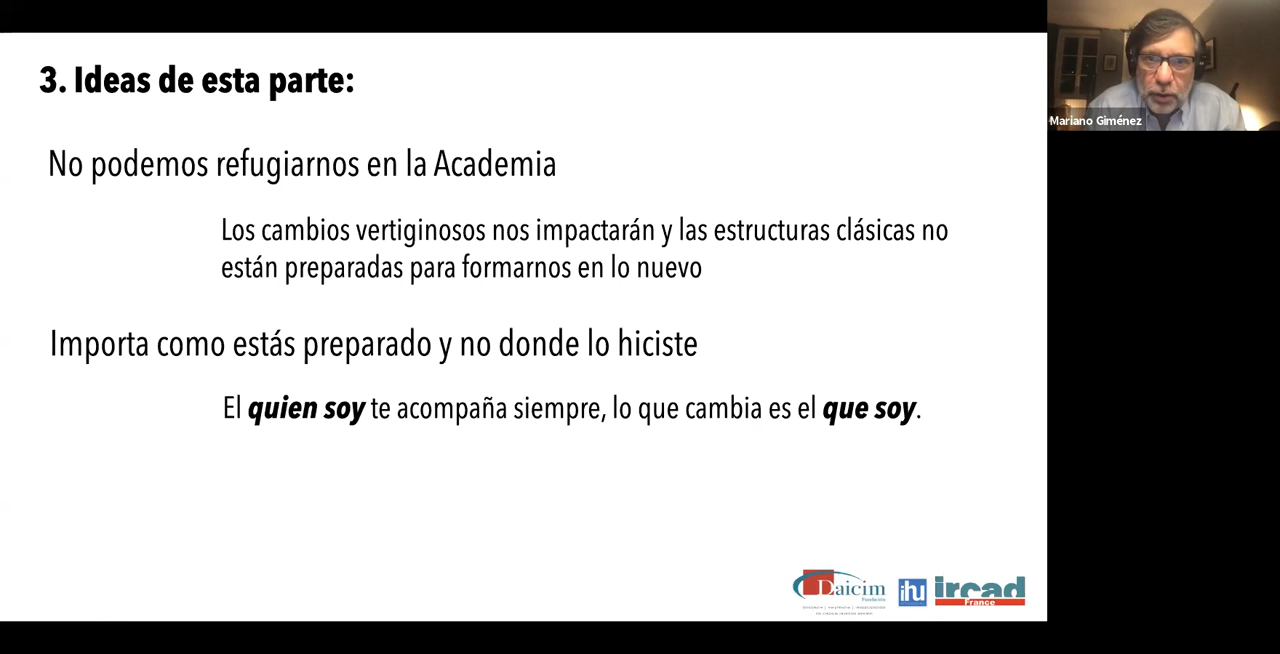 3. Ideas de esta parte:
No podemos refugiarnos en la Academia
Los cambios vertiginosos nos impactarán y las estructuras clásicas no
están preparadas para formarnos en lo nuevo
Importa como estás preparado y no donde lo hiciste
El quien soy te acompaña siempre, lo que cambia es el que soy.
Mariano Giménez
Daicim
Fundación
ihu
ircad
France